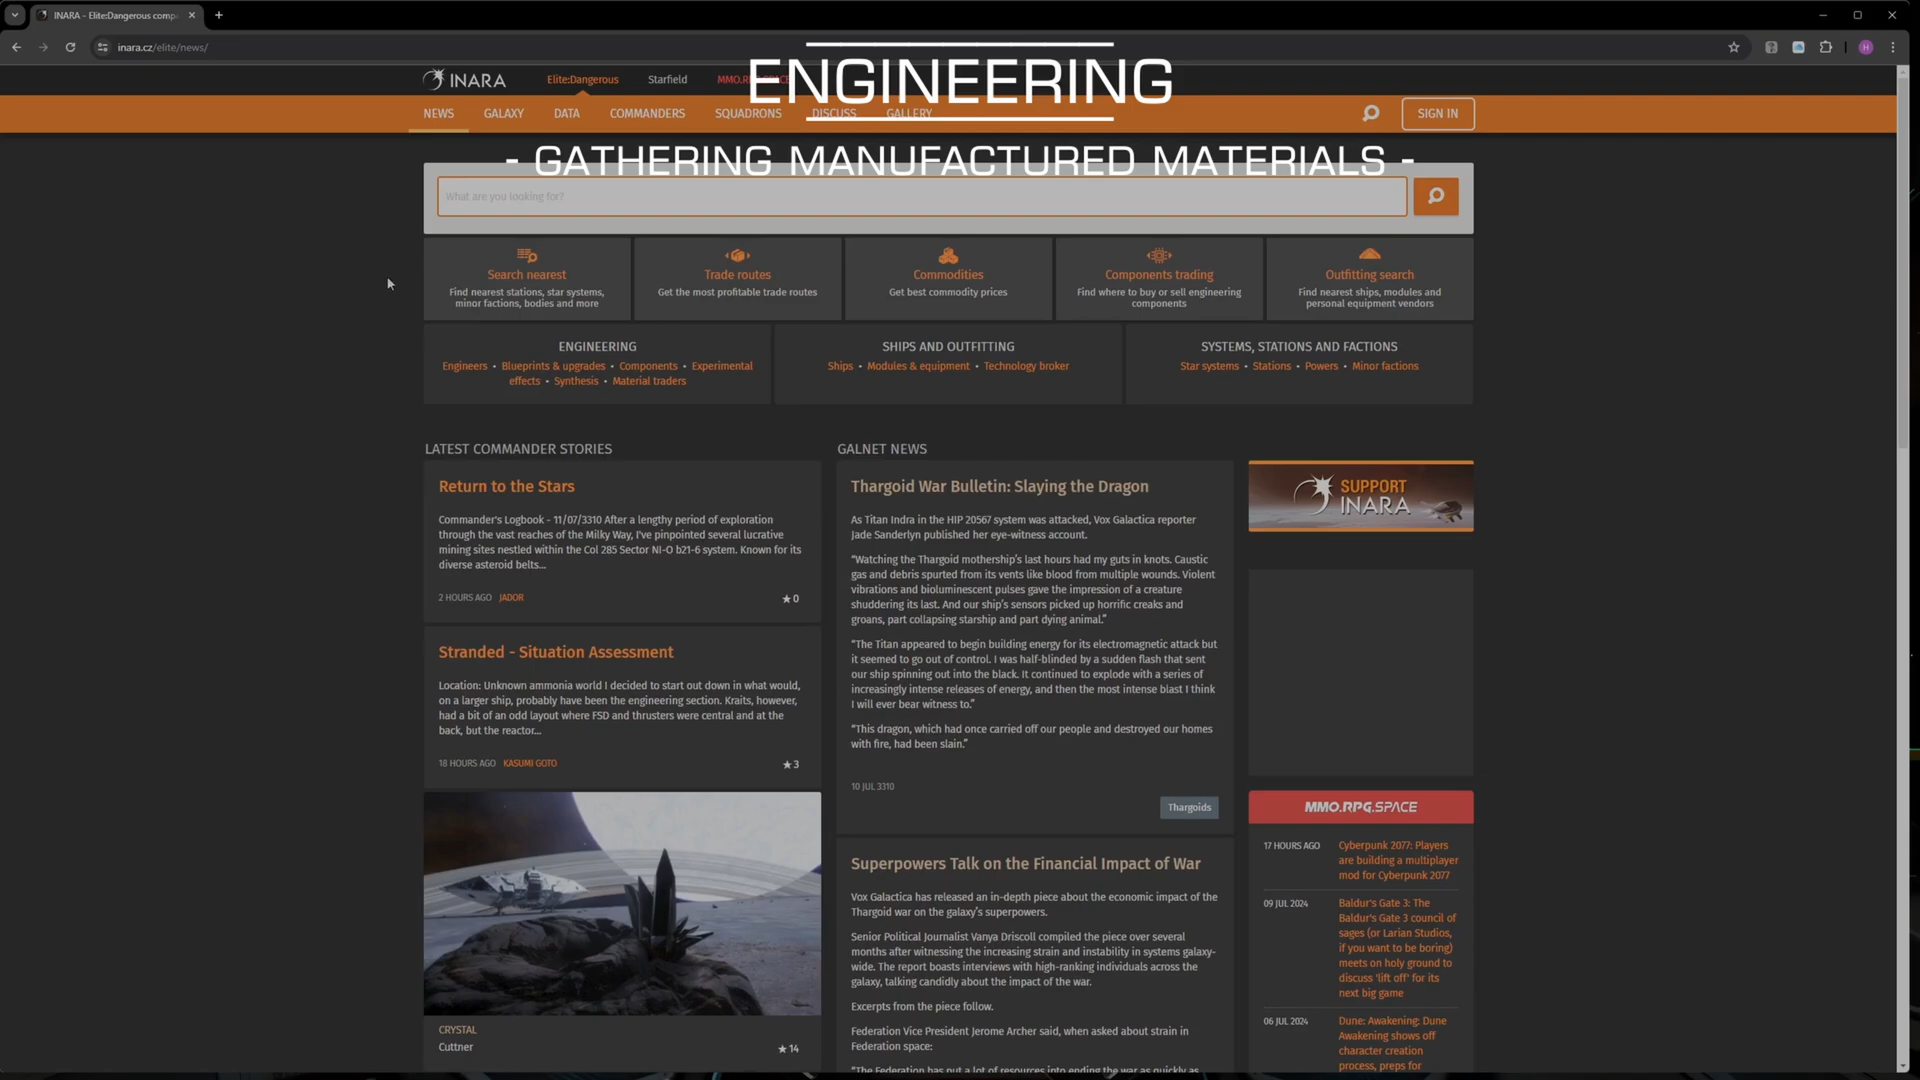 INARA - Elite:Dangerous comp
inara.cz/elite/news/
H
ENGINEERING
- GATHERING MANUFACTURED MATERIALS -
INARA
Elite:Dangerous
Starfield
NEWS
GALAXY
DATA
COMMANDERS
SQUADRONS
DISCUSS
GALLERY
SIGN IN
What are you looking for?
Search nearest
Find nearest stations, star systems,
minor factions, bodies and more
Trade routes
Get the most profitable trade routes
Commodities
Get best commodity prices
Components trading
Find where to buy or sell engineering
components
Outfitting search
Find nearest ships, modules and
personal equipment vendors
ENGINEERING
Engineers • Blueprints & upgrades • Components • Experimental
effects • Synthesis • Material traders
SHIPS AND OUTFITTING
Ships • Modules & equipment • Technology broker
SYSTEMS, STATIONS AND FACTIONS
Star systems • Stations • Powers • Minor factions
LATEST COMMANDER STORIES
Return to the Stars
Commander's Logbook - 11/07/3310 After a lengthy period of exploration
through the vast reaches of the Milky Way, I've pinpointed several lucrative
mining sites nestled within the Col 285 Sector NI-O b21-6 system. Known for its
diverse asteroid belts...
2 HOURS AGO JADOR
★0
Stranded - Situation Assessment
Location: Unknown ammonia world I decided to start out down in what would,
on a larger ship, probably have been the engineering section. Kraits, however,
had a bit of an odd layout where FSD and thrusters were central and at the
back, but the reactor...
18 HOURS AGO KASUMI GOTO
★3
CRYSTAL
Cuttner
★14
GALNET NEWS
Thargoid War Bulletin: Slaying the Dragon
As Titan Indra in the HIP 20567 system was attacked, Vox Galactica reporter
Jade Sanderlyn published her eye-witness account.
“Watching the Thargoid mothership’s last hours had my guts in knots. Caustic
gas and debris spurted from its vents like blood from multiple wounds. Violent
vibrations and bioluminescent pulses gave the impression of a creature
shuddering its last. And our ship’s sensors picked up horrific creaks and
groans, part collapsing starship and part dying animal.”
“The Titan appeared to begin building energy for its electromagnetic attack but
it seemed to go out of control. I was half-blinded by a sudden flash that sent
our ship spinning out into the black. It continued to explode with a series of
increasingly intense releases of energy, and then the most intense blast I think
I will ever bear witness to.”
“This dragon, which had once carried off our people and destroyed our homes
with fire, had been slain.”
10 JUL 3310
Thargoids
Superpowers Talk on the Financial Impact of War
Vox Galactica has released an in-depth piece about the economic impact of the
Thargoid war on the galaxy’s superpowers.
Senior Political Journalist Vanya Driscoll compiled the piece over several
months after witnessing the increasing strain and instability in systems galaxy-
wide. The report boasts interviews with high-ranking individuals across the
galaxy, talking candidly about the impact of the war.
Excerpts from the piece follow.
Federation Vice President Jerome Archer said, when asked about strain in
Federation space:
“The Federation has put a lot of resources into ending the war as quickly as
SUPPORT
INARA
MMO.RPG.SPACE
17 HOURS AGO
Cyberpunk 2077: Players
are building a multiplayer
mod for Cyberpunk 2077
09 JUL 2024
Baldur's Gate 3: The
Baldur's Gate 3 council of
sages (or Larian Studios,
if you want to be boring)
meets on holy ground to
discuss 'lift off' for its
next big game
06 JUL 2024
Dune: Awakening: Dune
Awakening shows off
character creation
process, preps for